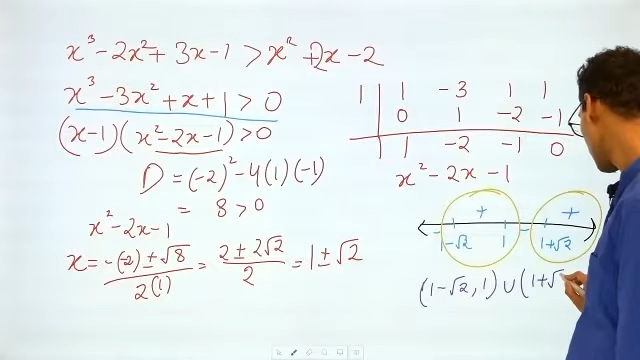 x³ - 2x² + 3x - 1 > x² + 2x - 2
x³ - 3x² + x + 1 > 0
(x-1)(x² - 2x - 1) > 0
D = (-2)² - 4(1)(-1)
= 8 > 0
x² - 2x - 1
x = -(-2) ± √8 / 2(1) = 2 ± 2√2 / 2 = 1 ± √2
1 | 1 -3 1 1
0 1 -2 -1
1 -2 -1 0
x² - 2x - 1
- + - +
1-√2 1 1+√2
(1-√2, 1) ∪ (1+√